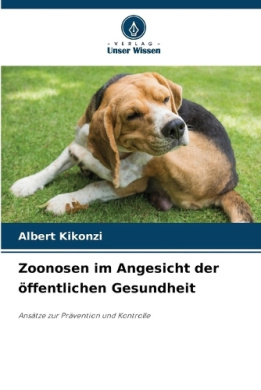 VERLAG
Unser Wissen
Albert Kikonzi
Zoonosen im Angesicht der
öffentlichen Gesundheit
Ansätze zur Prävention und Kontrolle